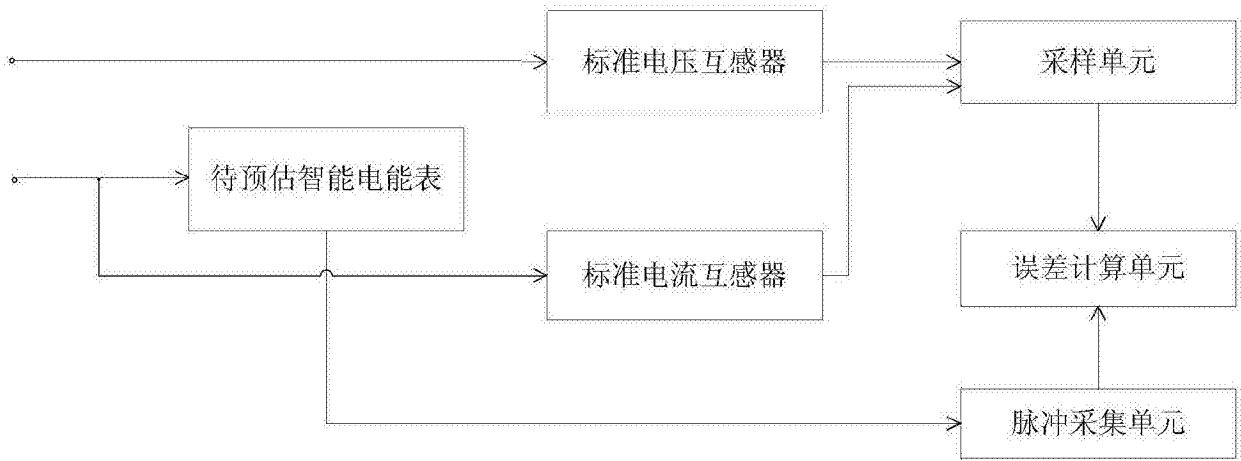 标准电压互感器
采样单元
待预估智能电能表
标准电流互感器
误差计算单元
脉冲采集单元